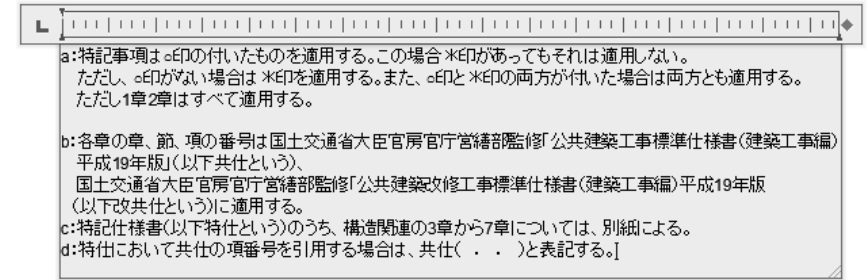 a:特記事項は○印の付いたものを適用する。この場合※印があってもそれは適用しない。
ただし、○印がない場合は※印を適用する。また、○印と※印の両方が付いた場合は両方とも適用する。
ただし1章2章はすべて適用する。
b:各章の章、節、項の番号は国土交通省大臣官房官庁営繕部監修「公共建築工事標準仕様書(建築工事編)
平成19年版」(以下共仕という)、
国土交通省大臣官房官庁営繕部監修「公共建築改修工事標準仕様書(建築工事編)平成19年版
(以下改共仕という)に適用する。
c:特記仕様書(以下特仕という)のうち、構造関連の3章から7章については、別紙による。
d:特仕において共仕の項番号を引用する場合は、共仕( . . )と表記する。